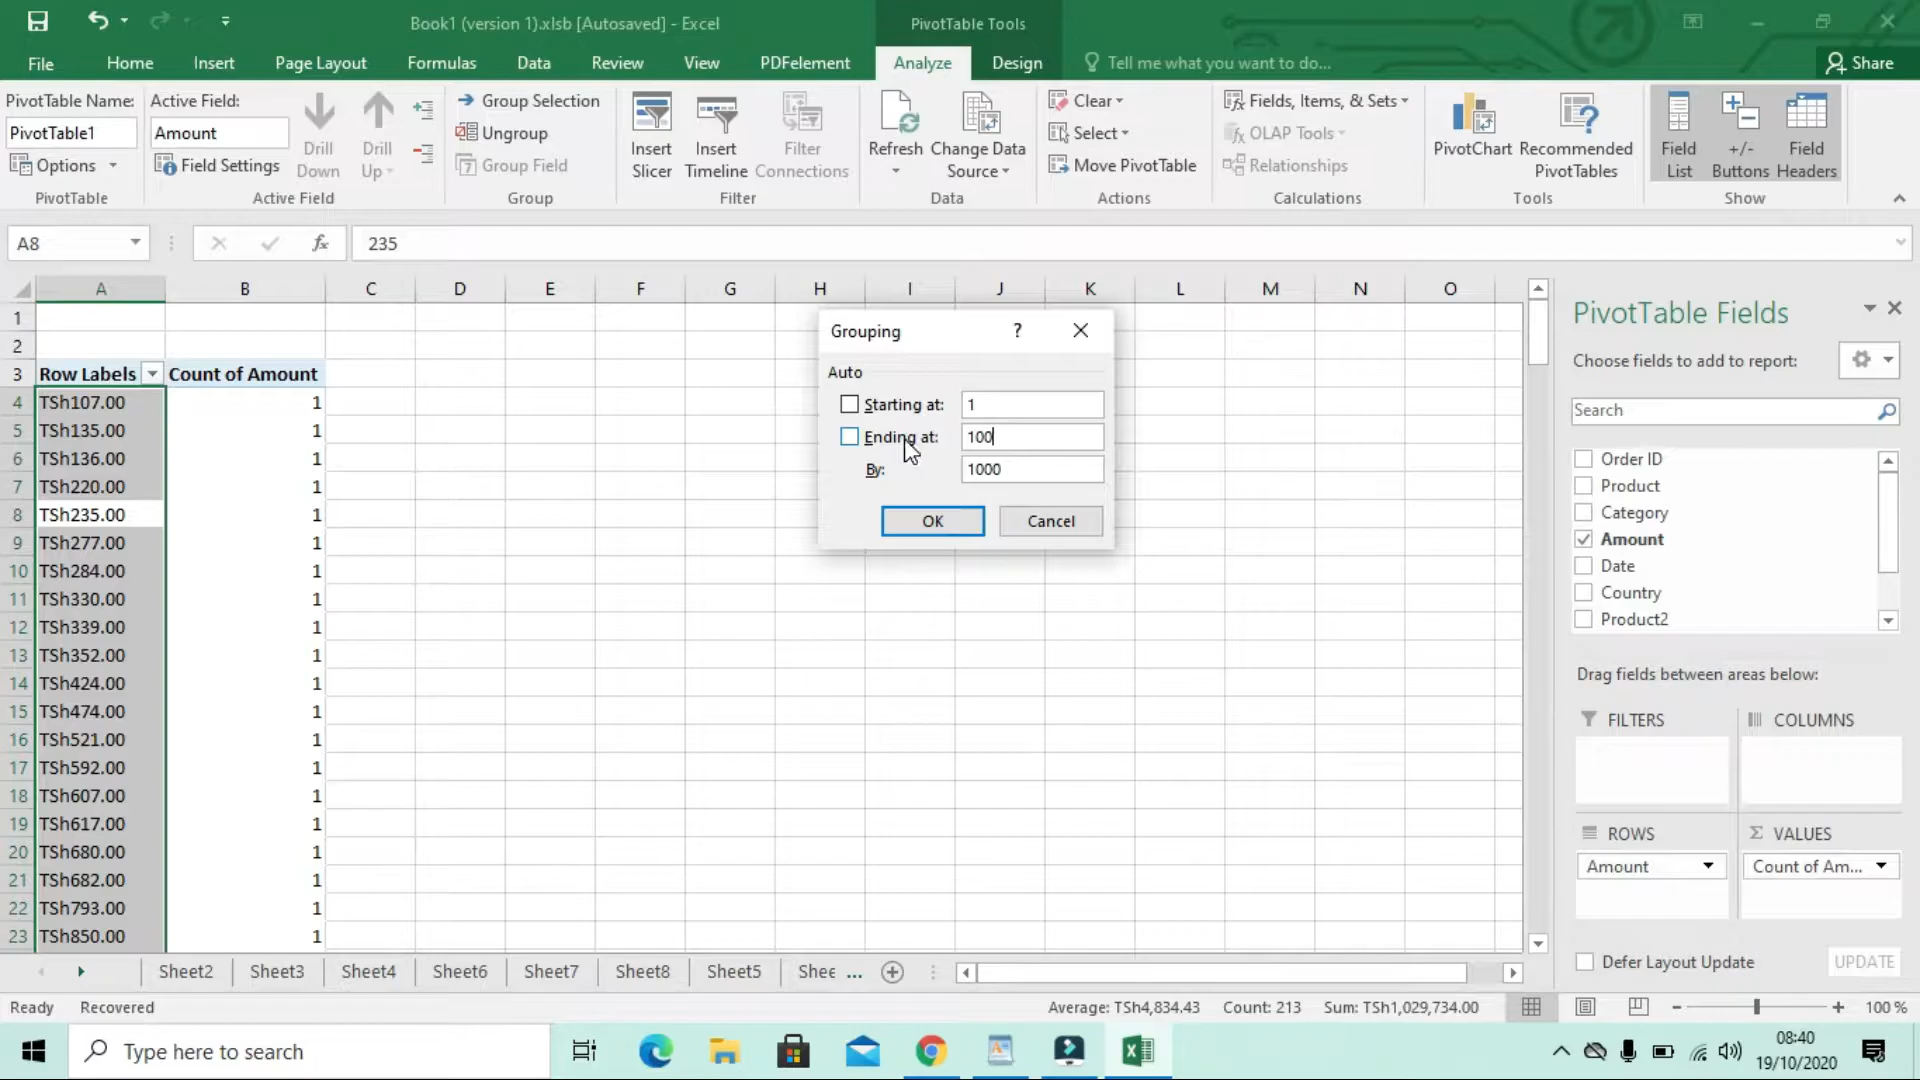 Book1 (version 1).xlsb [Autosaved] - Excel
PivotTable Tools
File Home Insert Page Layout Formulas Data Review View PDFelement Analyze Design Tell me what you want to do... Share
PivotTable Name:
PivotTable1
Options
PivotTable
Active Field:
Amount
Field Settings
Drill Down
Drill Up
Active Field
Group Selection
Ungroup
Group Field
Group
Insert Slicer
Insert Timeline
Filter Connections
Filter
Refresh
Change Data Source
Data
Clear
Select
Move PivotTable
Actions
Fields, Items, & Sets
OLAP Tools
Relationships
Calculations
PivotChart
Recommended PivotTables
Tools
Field List
+/- Buttons
Field Headers
Show
A8 fx 235
A B C D E F G H I J K L M N O
1
2
3 Row Labels Count of Amount
4 TSh107.00 1
5 TSh135.00 1
6 TSh136.00 1
7 TSh220.00 1
8 TSh235.00 1
9 TSh277.00 1
10 TSh284.00 1
11 TSh330.00 1
12 TSh339.00 1
13 TSh352.00 1
14 TSh424.00 1
15 TSh474.00 1
16 TSh521.00 1
17 TSh592.00 1
18 TSh607.00 1
19 TSh617.00 1
20 TSh680.00 1
21 TSh682.00 1
22 TSh793.00 1
23 TSh850.00 1
Grouping ?
Auto
Starting at: 1
Ending at: 100
By: 1000
OK Cancel
PivotTable Fields
Choose fields to add to report:
Search
Order ID
Product
Category
Amount
Date
Country
Product2
Drag fields between areas below:
FILTERS COLUMNS
ROWS Σ VALUES
Amount Count of Am...
Defer Layout Update UPDATE
Sheet2 Sheet3 Sheet4 Sheet6 Sheet7 Sheet8 Sheet5 Shee ...
Ready Recovered Average: TSh4,834.43 Count: 213 Sum: TSh1,029,734.00 100 %
Type here to search
08:40
19/10/2020